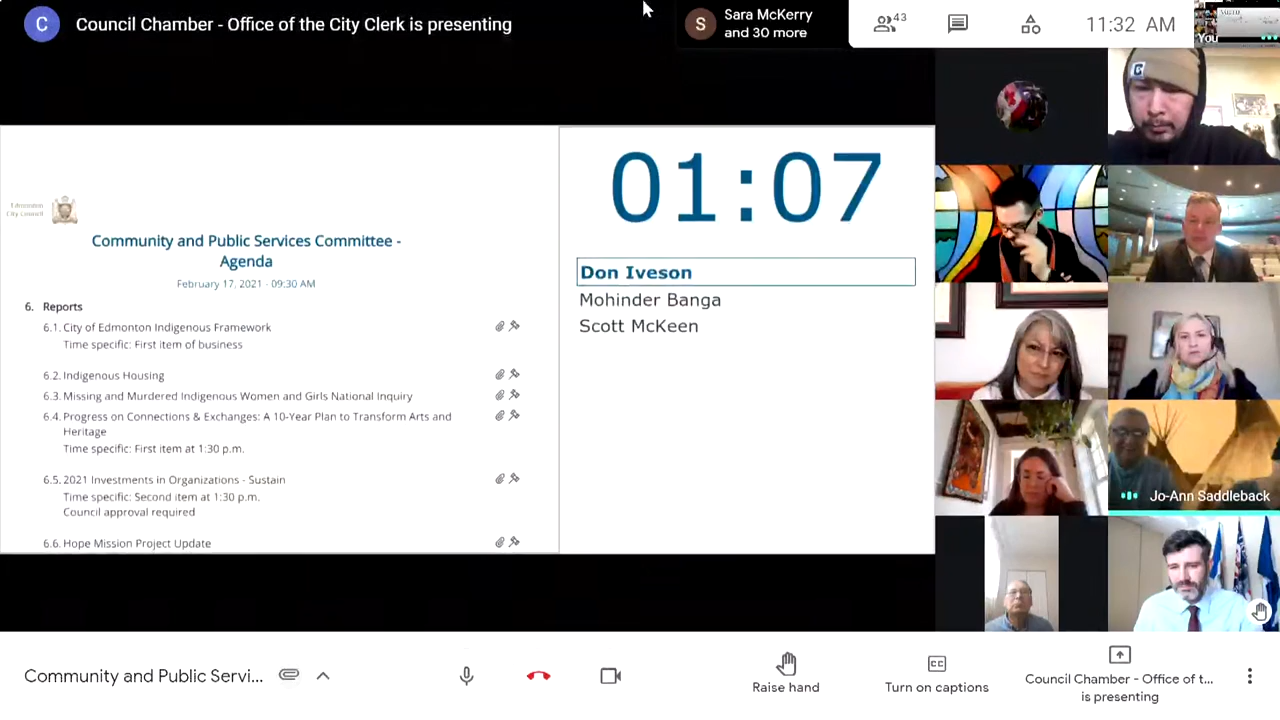 C
Council Chamber - Office of the City Clerk is presenting
S
Sara McKerry
and 30 more
43
11:32 AM
You
Edmonton
City Council
Community and Public Services Committee -
Agenda
February 17, 2021 - 09:30 AM
6. Reports
6.1. City of Edmonton Indigenous Framework
Time specific: First item of business
6.2. Indigenous Housing
6.3. Missing and Murdered Indigenous Women and Girls National Inquiry
6.4. Progress on Connections & Exchanges: A 10-Year Plan to Transform Arts and
Heritage
Time specific: First item at 1:30 p.m.
6.5. 2021 Investments in Organizations - Sustain
Time specific: Second item at 1:30 p.m.
Council approval required
6.6. Hope Mission Project Update
01:07
Don Iveson
Mohinder Banga
Scott McKeen
Jo-Ann Saddleback
Community and Public Servi...
Raise hand
CC
Turn on captions
Council Chamber - Office of t...
is presenting